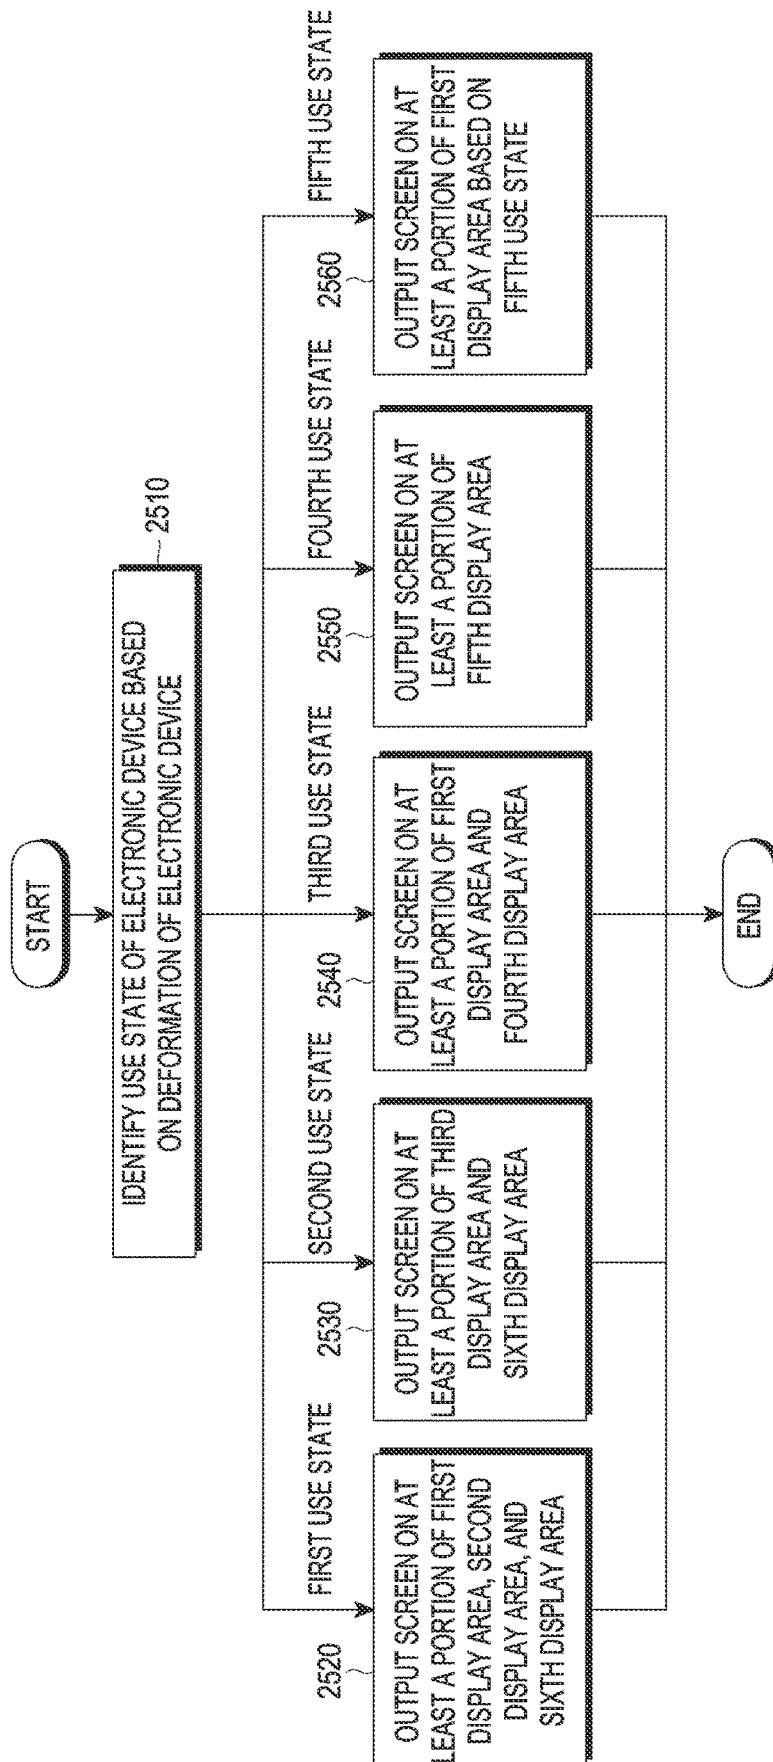 START
IDENTIFY USE STATE OF ELECTRONIC DEVICE BASED
ON DEFORMATION OF ELECTRONIC DEVICE
2510
FIRST USE STATE
2520
OUTPUT SCREEN ON AT
LEAST A PORTION OF FIRST
DISPLAY AREA, SECOND
DISPLAY AREA, AND
SIXTH DISPLAY AREA
SECOND USE STATE
2530
OUTPUT SCREEN ON AT
LEAST A PORTION OF THIRD
DISPLAY AREA AND
SIXTH DISPLAY AREA
THIRD USE STATE
2540
OUTPUT SCREEN ON AT
LEAST A PORTION OF FIRST
DISPLAY AREA AND
FOURTH DISPLAY AREA
FOURTH USE STATE
2550
OUTPUT SCREEN ON AT
LEAST A PORTION OF
FIFTH DISPLAY AREA
FIFTH USE STATE
2560
OUTPUT SCREEN ON AT
LEAST A PORTION OF FIRST
DISPLAY AREA BASED ON
FIFTH USE STATE
END